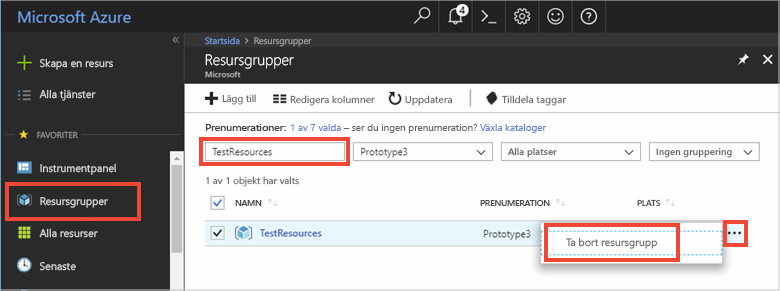 Microsoft Azure
4
Skapa en resurs
Alla tjänster
FAVORITER
Instrumentpanel
Resursgrupper
Alla resurser
Senaste
Startsida > Resursgrupper
Resursgrupper
Microsoft
Lägg till Redigera kolumner Uppdatera Tilldela taggar
Prenumerationer: 1 av 7 valda – ser du ingen prenumeration? Växla kataloger
TestResources Prototype3 Alla platser Ingen gruppering
1 av 1 objekt har valts
NAMN PRENUMERATION PLATS
TestResources Prototype3
Ta bort resursgrupp